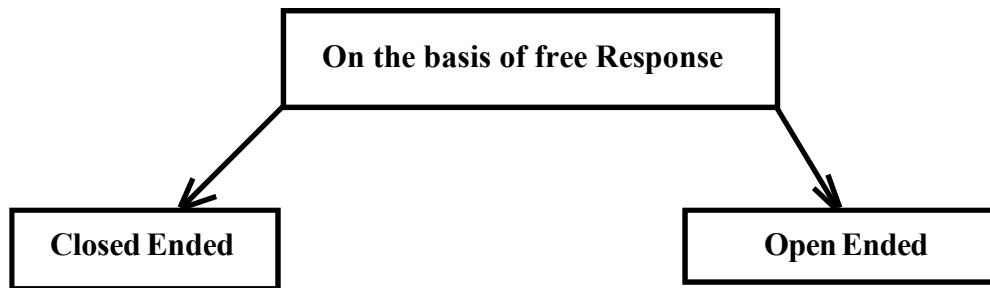 On the basis of free Response
Closed Ended
Open Ended